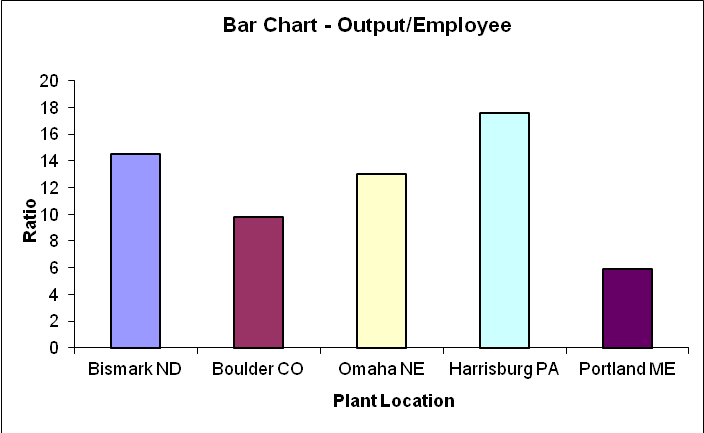 Bar Chart - Output/Employee
20
18
16
14
12
10
8
6
4
2
0
Ratio
Bismark ND
Boulder CO
Omaha NE
Harrisburg PA
Portland ME
Plant Location